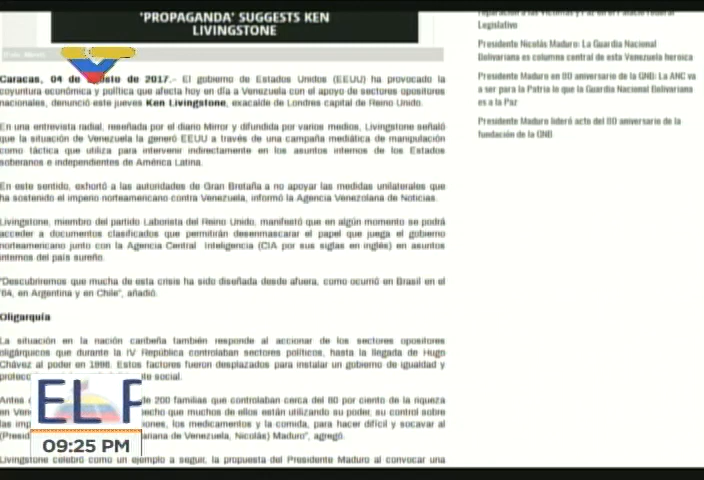 'PROPAGANDA' SUGGESTS KEN
LIVINGSTONE
Caracas, 04 de agosto de 2017.- El gobierno de Estados Unidos (EEUU) ha provocado la
coyuntura económica y política que afecta hoy en día a Venezuela con el apoyo de sectores opositores
nacionales, denunció este jueves Ken Livingstone, exalcalde de Londres capital de Reino Unido.
En una entrevista radial, reseñada por el diario Mirror y difundida por varios medios, Livingstone señaló
que la situación de Venezuela la generó EEUU a través de una campaña mediática de manipulación
como táctica que utiliza para intervenir indirectamente en los asuntos internos de los Estados
soberanos e independientes de América Latina.
En este sentido, exhortó a las autoridades de Gran Bretaña a no apoyar las medidas unilaterales que
ha sostenido el imperio norteamericano contra Venezuela, informó la Agencia Venezolana de Noticias.
Livingstone, miembro del partido Laborista del Reino Unido, manifestó que en algún momento se podrá
acceder a documentos clasificados que permitirán desenmascarar el papel que juega el gobierno
norteamericano junto con la Agencia Central Inteligencia (CIA por sus siglas en inglés) en asuntos
internos del país sureño.
"Descubriremos que mucha de esta crisis ha sido diseñada desde afuera, como ocurrió en Brasil en el
'64, en Argentina y en Chile", añadió.
Oligarquía
La situación en la nación caribeña también responde al accionar de los sectores opositores
oligárquicos que durante la IV República controlaban sectores políticos, hasta la llegada de Hugo
Chávez al poder en 1998. Estos factores fueron desplazados para instalar un gobierno de igualdad y
protec te social.
Antes de 200 familias que controlaban cerca del 80 por ciento de la riqueza
en Ven hecho que muchos de ellos están utilizando su poder, su control sobre
las imp iones, los medicamentos y la comida, para hacer difícil y socavar al
(Presid ariana de Venezuela, Nicolás) Maduro", agregó.
Livingstone celebró como un ejemplo a seguir, la propuesta del Presidente Maduro al convocar una
reparación a las Víctimas y Paz en el Palacio Federal
Legislativo
Presidente Nicolás Maduro: La Guardia Nacional
Bolivariana es columna central de esta Venezuela heroica
Presidente Maduro en 80 aniversario de la GNB: La ANC va
a ser para la Patria lo que la Guardia Nacional Bolivariana
es a la Paz
Presidente Maduro lideró acto del 80 aniversario de la
fundación de la GNB
EL F
09:25 PM